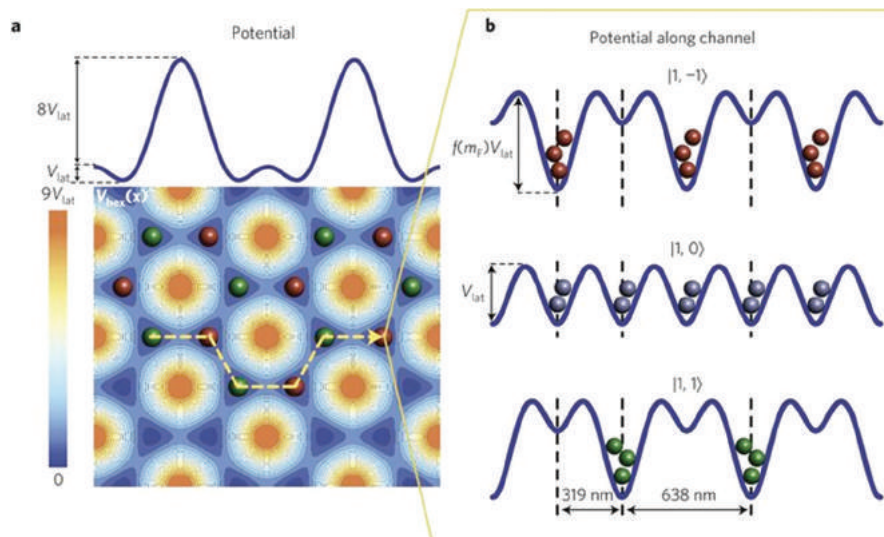 a
Potential
8V_lat
V_lat
9V_lat
V_hex(x)
0
b
Potential along channel
|1, −1⟩
f(m_F)V_lat
|1, 0⟩
V_lat
|1, 1⟩
319 nm
638 nm